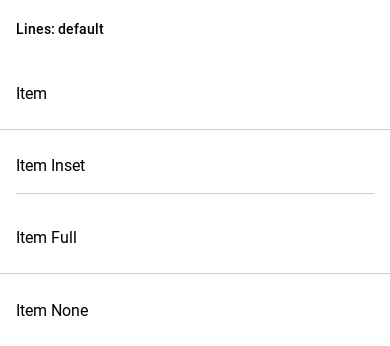 Lines: default
Item
Item Inset
Item Full
Item None